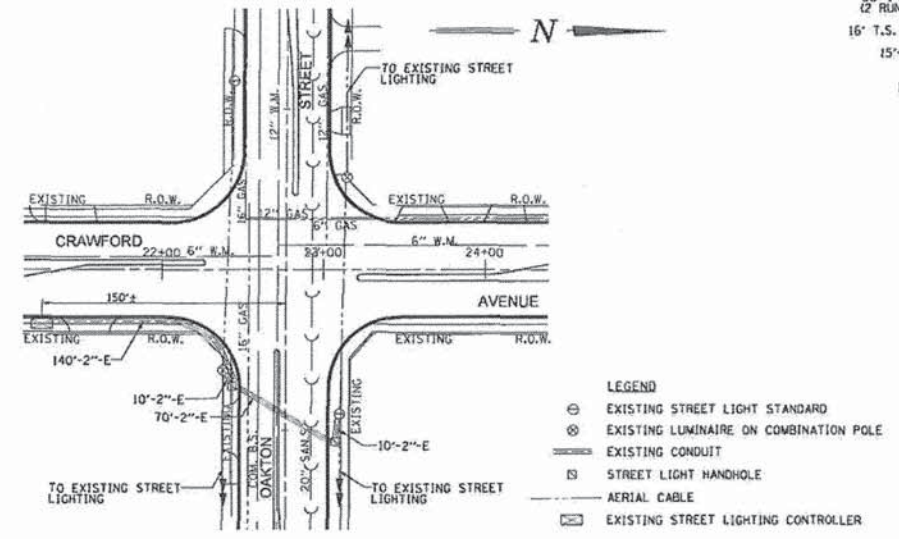 N
(2 RUN
16' T.S.
15'-
TO EXISTING STREET
LIGHTING
STREET
R.O.W.
12" W.M.
12" GAS
R.O.W.
EXISTING R.O.W.
16" GAS
12" GAS
6" GAS
EXISTING R.O.W.
CRAWFORD
22+00
6" W.M.
23+00
6" W.M.
24+00
150'±
AVENUE
EXISTING R.O.W.
16" GAS
EXISTING R.O.W.
140'-2"-E
10'-2"-E
70'-2"-E
10'-2"-E
EXISTING
EXISTING
COM. B.S.
OAKTON
20" SAN.S.
TO EXISTING STREET
LIGHTING
TO EXISTING STREET
LIGHTING
LEGEND
EXISTING STREET LIGHT STANDARD
EXISTING LUMINAIRE ON COMBINATION POLE
EXISTING CONDUIT
STREET LIGHT HANDHOLE
AERIAL CABLE
EXISTING STREET LIGHTING CONTROLLER